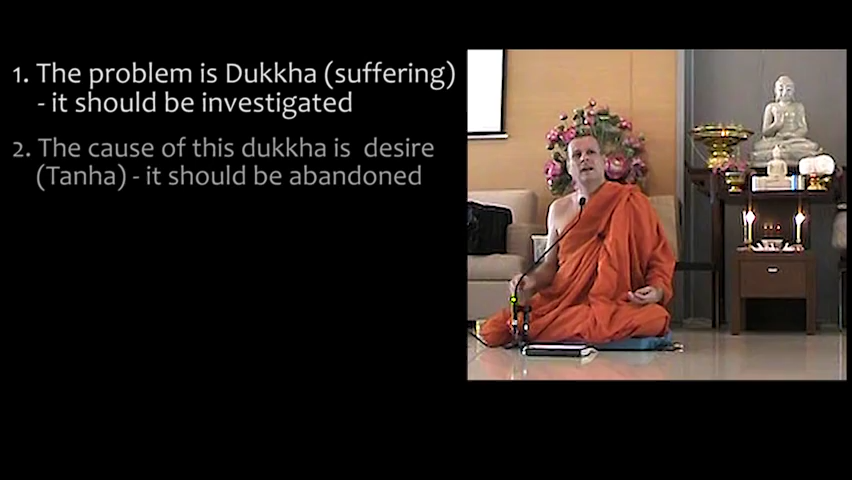 1. The problem is Dukkha (suffering)
- it should be investigated
2. The cause of this dukkha is desire
(Tanha) - it should be abandoned